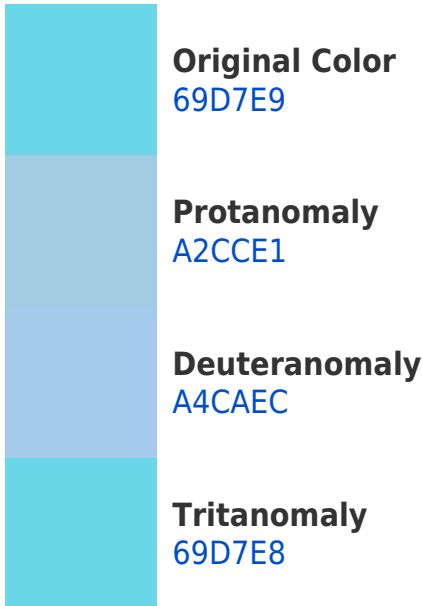 Original Color
69D7E9
Protanomaly
A2CCE1
Deuteranomaly
A4CAEC
Tritanomaly
69D7E8